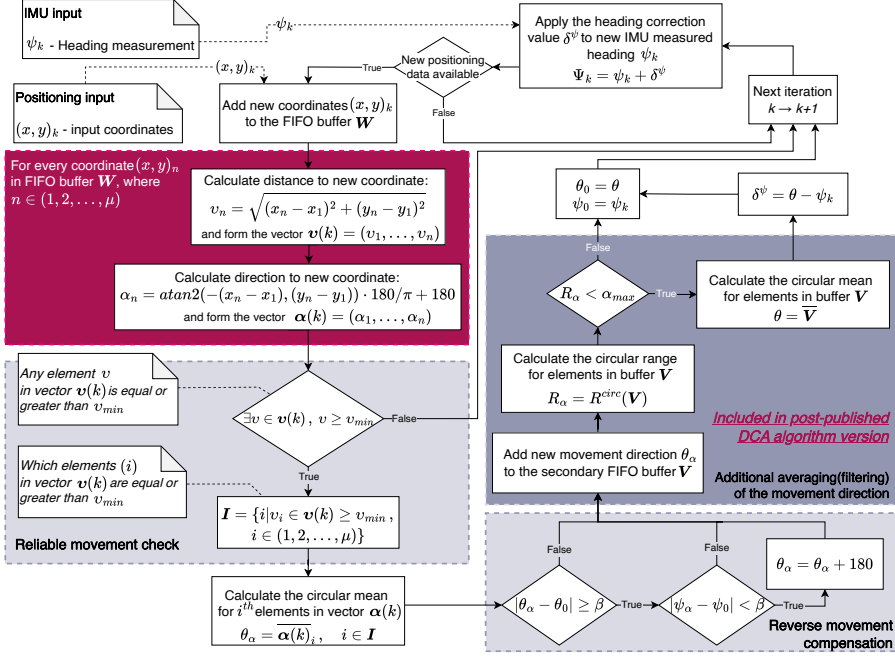 IMU input
ψ_k - Heading measurement
ψ_k
Apply the heading correction
value δ^ψ to new IMU measured
heading ψ_k
Ψ_k = ψ_k + δ^ψ
New positioning
data available
True
False
(x, y)_k
Positioning input
(x, y)_k - input coordinates
Add new coordinates (x, y)_k
to the FIFO buffer W
Next iteration
k → k+1
For every coordinate (x, y)_n
in FIFO buffer W, where
n ∈ (1, 2, . . . , μ)
Calculate distance to new coordinate:
υ_n = √((x_n − x_1)² + (y_n − y_1)²)
and form the vector υ(k) = (υ_1, . . . , υ_n)
Calculate direction to new coordinate:
α_n = atan2(−(x_n − x_1), (y_n − y_1)) · 180/π + 180
and form the vector α(k) = (α_1, . . . , α_n)
θ_0 = θ
ψ_0 = ψ_k
δ^ψ = θ − ψ_k
False
R_α < α_max
True
Calculate the circular mean
for elements in buffer V
θ = V̅
Calculate the circular range
for elements in buffer V
R_α = R^circ(V)
Included in post-published
DCA algorithm version
Add new movement direction θ_α
to the secondary FIFO buffer V
Additional averaging(filtering)
of the movement direction
Any element υ
in vector υ(k) is equal or
greater than υ_min
∃υ ∈ υ(k) , υ ≥ υ_min
False
True
Which elements (i)
in vector υ(k) are equal or
greater than υ_min
I = {i|υ_i ∈ υ(k) ≥ υ_min ,
i ∈ (1, 2, . . . , μ)}
Reliable movement check
Calculate the circular mean
for i^th elements in vector α(k)
θ_α = α̅(̅k̅)̅_i , i ∈ I
False
False
|θ_α − θ_0| ≥ β
True
|ψ_α − ψ_0| < β
True
θ_α = θ_α + 180
Reverse movement
compensation